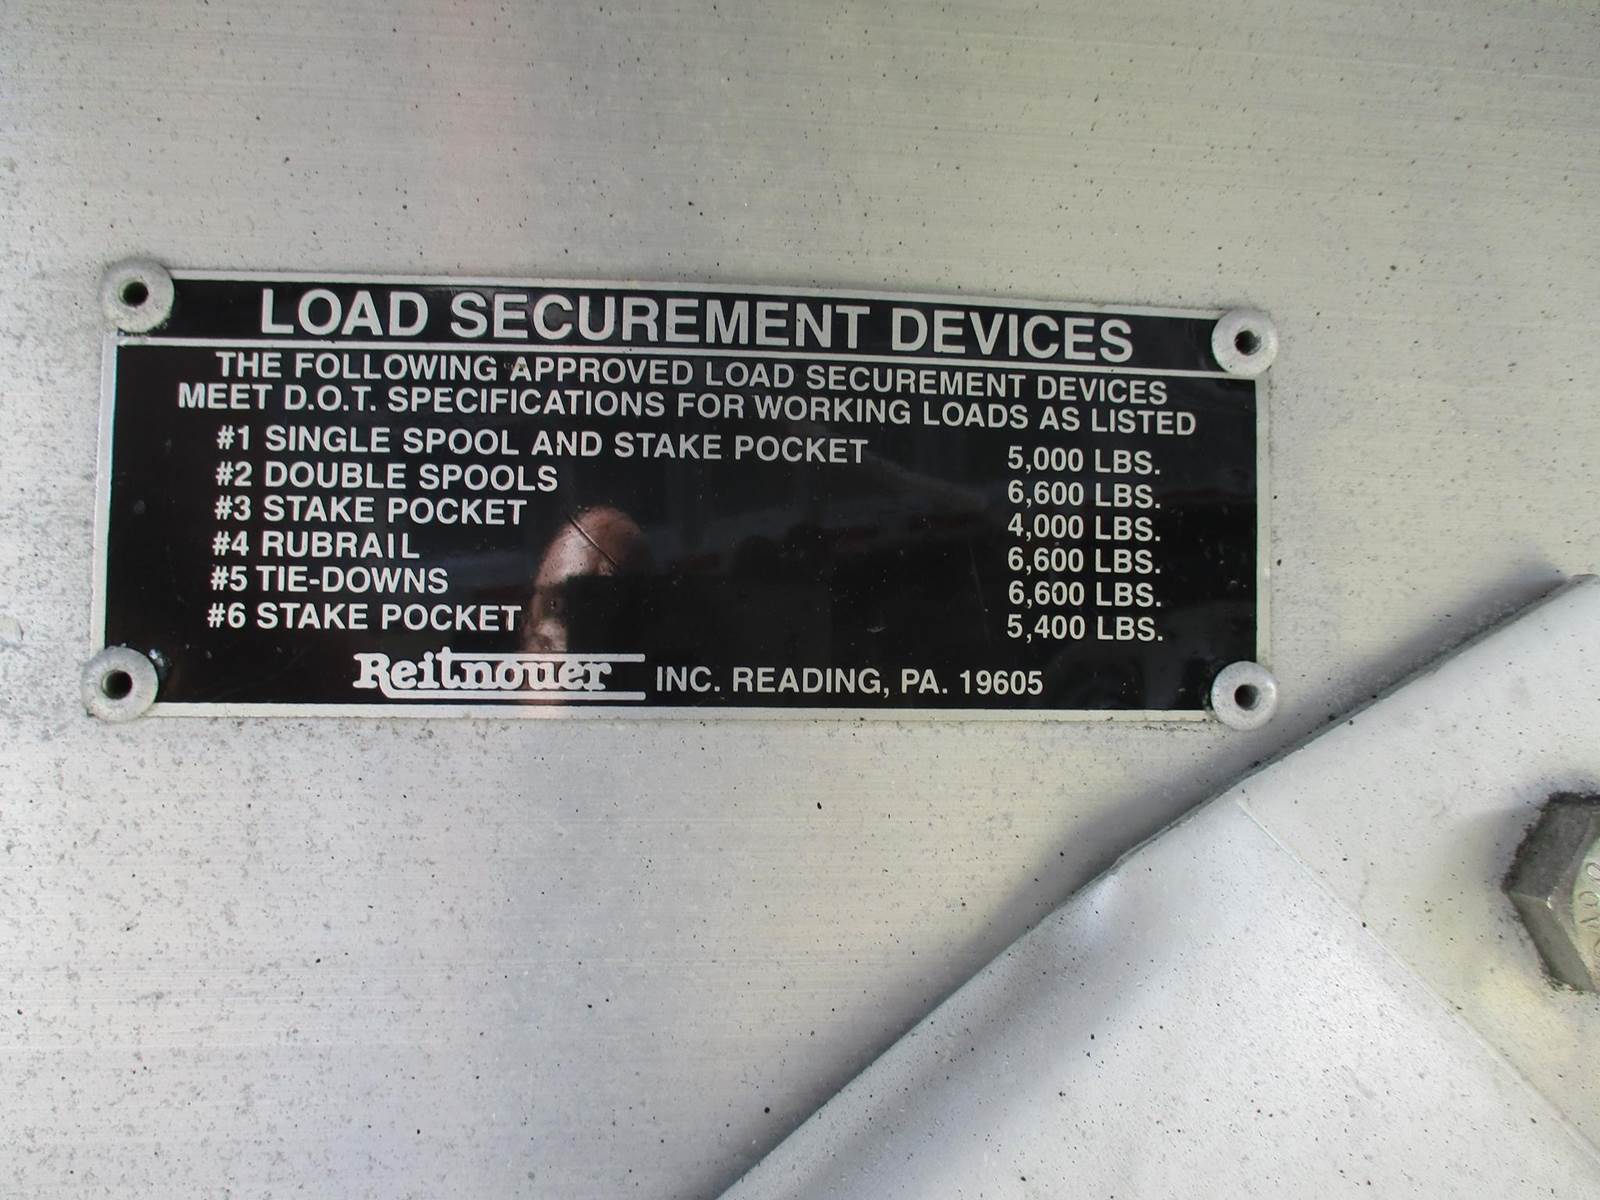 LOAD SECUREMENT DEVICES
THE FOLLOWING APPROVED LOAD SECUREMENT DEVICES
MEET D.O.T. SPECIFICATIONS FOR WORKING LOADS AS LISTED
#1 SINGLE SPOOL AND STAKE POCKET 5,000 LBS.
#2 DOUBLE SPOOLS 6,600 LBS.
#3 STAKE POCKET 4,000 LBS.
#4 RUBRAIL 6,600 LBS.
#5 TIE-DOWNS 6,600 LBS.
#6 STAKE POCKET 5,400 LBS.
Reitnouer INC. READING, PA. 19605